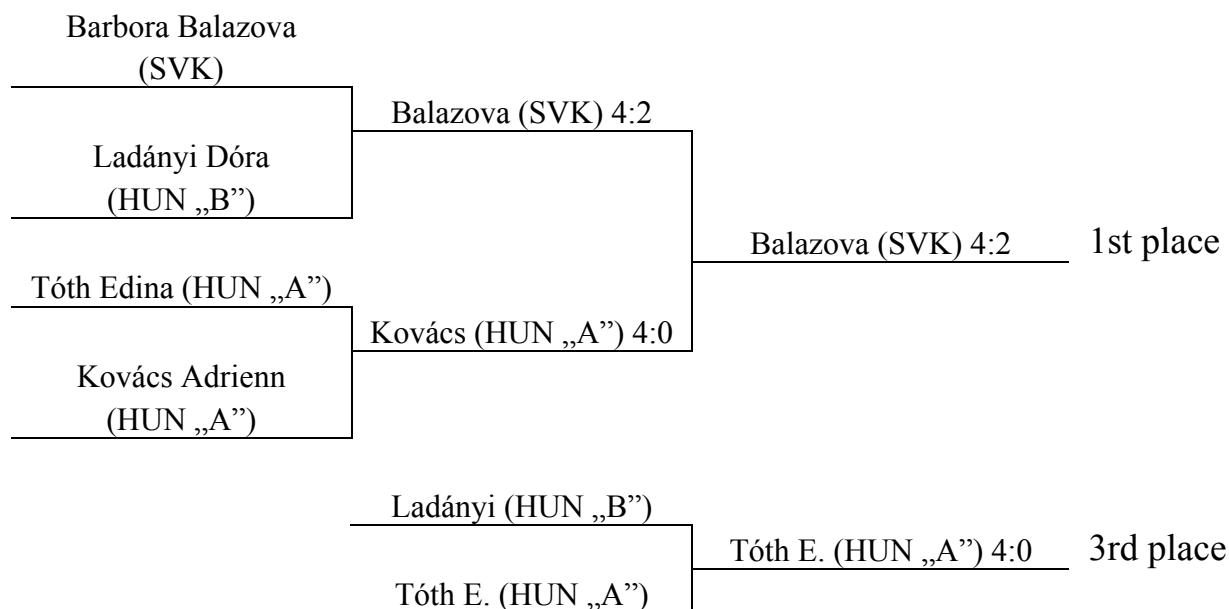 Barbora Balazova
(SVK)
Balazova (SVK) 4:2
Ladányi Dóra
(HUN „B”)
Balazova (SVK) 4:2 1st place
Tóth Edina (HUN „A”)
Kovács (HUN „A”) 4:0
Kovács Adrienn
(HUN „A”)
Ladányi (HUN „B”)
Tóth E. (HUN „A”) 4:0 3rd place
Tóth E. (HUN „A”)